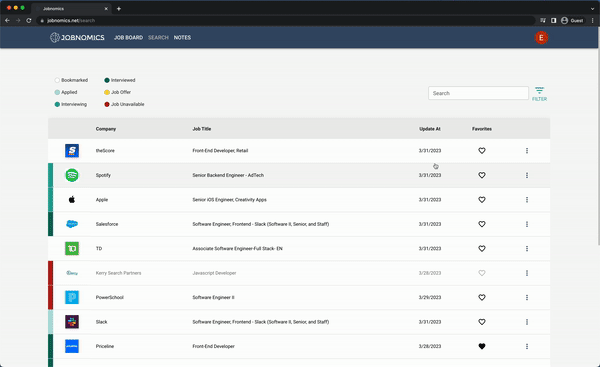 Jobnomics
jobnomics.net/search
Guest
JOBNOMICS JOB BOARD SEARCH NOTES E
Bookmarked Interviewed
Applied Job Offer
Interviewing Job Unavailable
Search
FILTER
Company Job Title Update At Favorites
theScore Front-End Developer, Retail 3/31/2023
Spotify Senior Backend Engineer - AdTech 3/31/2023
Apple Senior iOS Engineer, Creativity Apps 3/31/2023
Salesforce Software Engineer, Frontend - Slack (Software II, Senior, and Staff) 3/31/2023
TD Associate Software Engineer-Full Stack- EN 3/31/2023
Kerry Search Partners Javascript Developer 3/28/2023
PowerSchool Software Engineer II 3/29/2023
Slack Software Engineer, Frontend - Slack (Software II, Senior, and Staff) 3/31/2023
Priceline Front-End Developer 3/28/2023